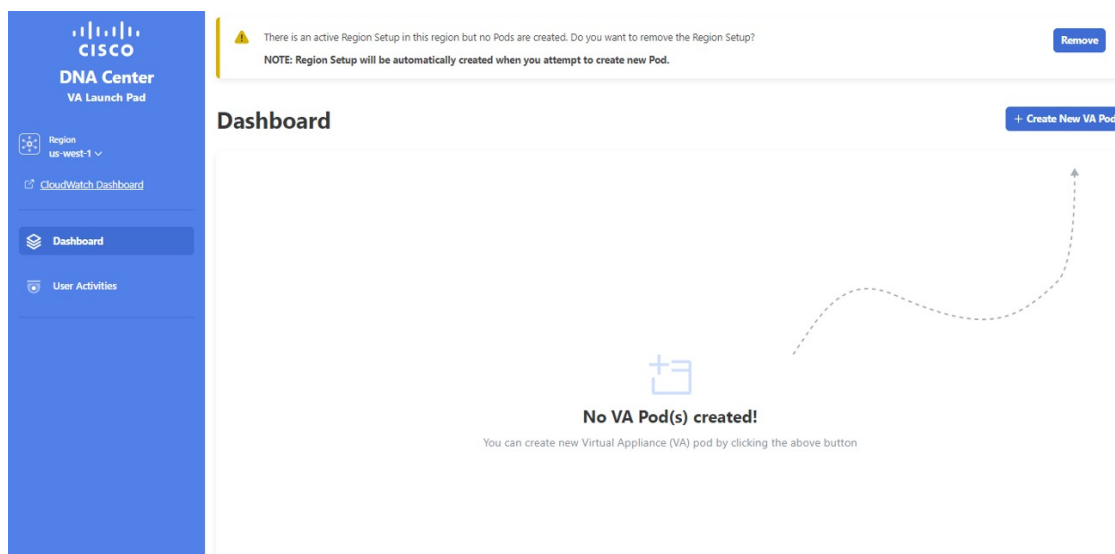 CISCO
DNA Center
VA Launch Pad
Region
us-west-1
CloudWatch Dashboard
Dashboard
User Activities
There is an active Region Setup in this region but no Pods are created. Do you want to remove the Region Setup?
NOTE: Region Setup will be automatically created when you attempt to create new Pod.
Remove
Dashboard
+ Create New VA Pod
No VA Pod(s) created!
You can create new Virtual Appliance (VA) pod by clicking the above button